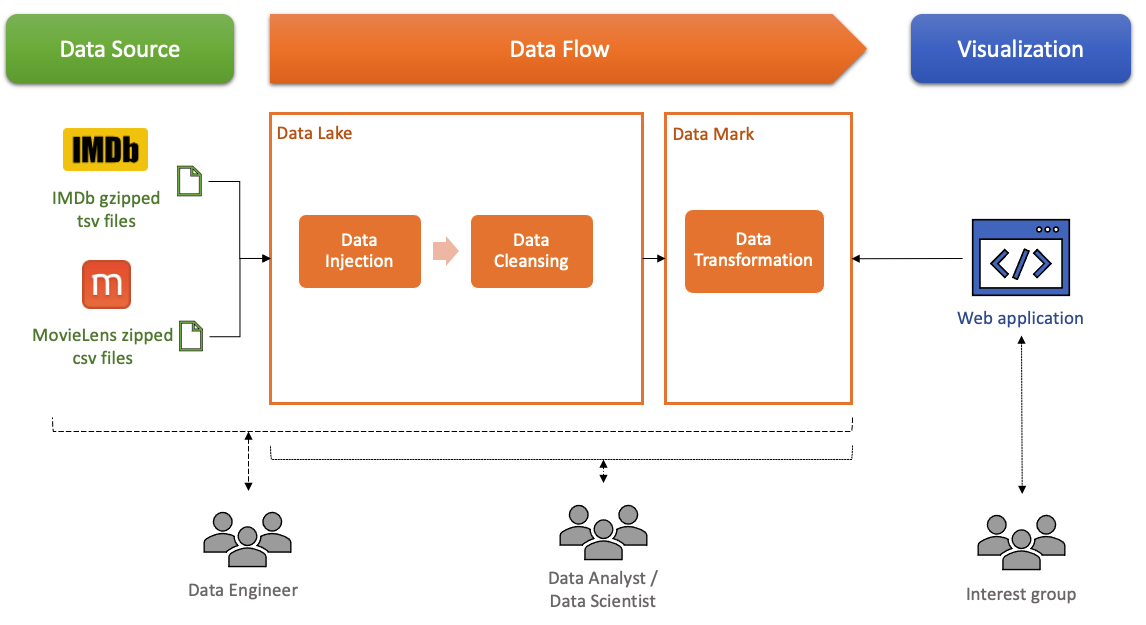 Data Source
Data Flow
Visualization
Data Lake
Data Mark
IMDb
IMDb gzipped
tsv files
Data
Injection
Data
Cleansing
Data
Transformation
m
MovieLens zipped
csv files
</>
Web application
Data Engineer
Data Analyst /
Data Scientist
Interest group